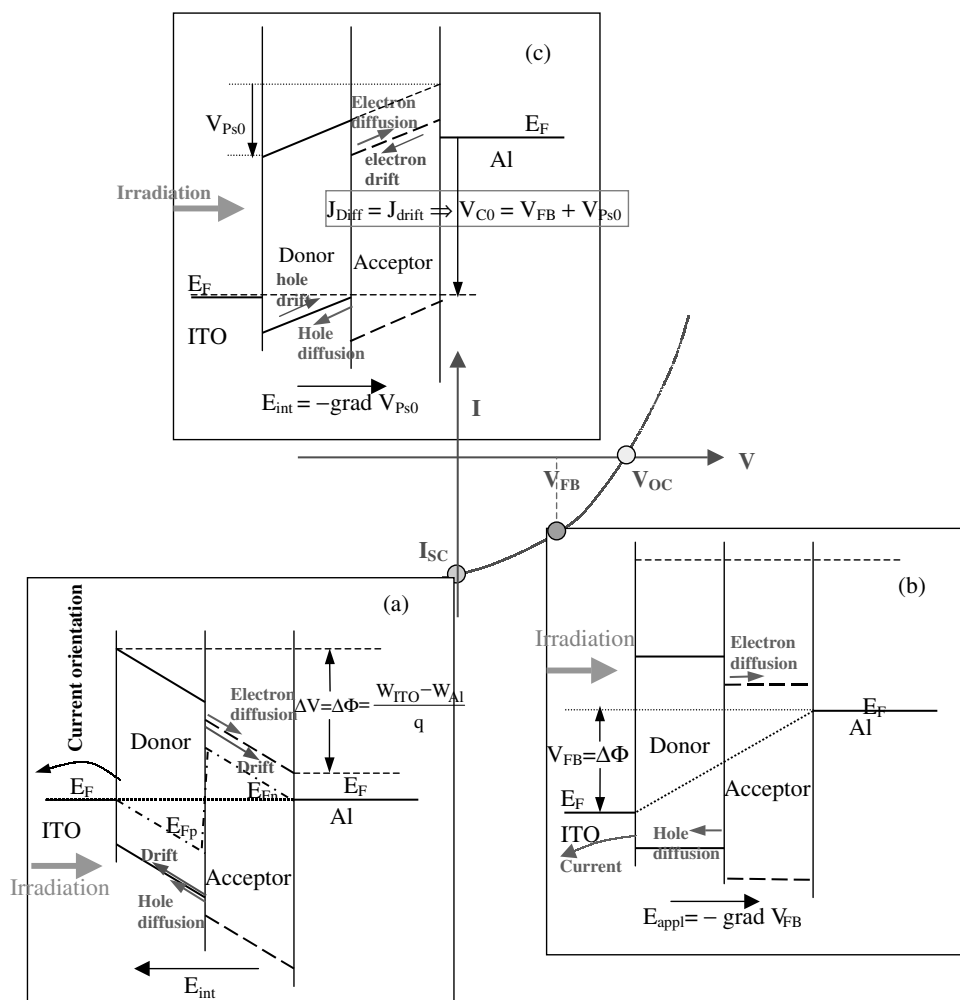 (c)
V_Ps0
Electron
diffusion
E_F
Al
electron
drift
Irradiation
J_Diff = J_drift ⇒ V_C0 = V_FB + V_Ps0
Donor
Acceptor
E_F
hole
drift
ITO
Hole
diffusion
E_int = −grad V_Ps0
I
V
V_FB
V_OC
I_SC
(a)
Current orientation
Electron
diffusion
ΔV=ΔΦ= (W_ITO−W_Al)/q
Donor
Drift
E_F
E_Fn
E_F
ITO
E_Fp
Al
Drift
Irradiation
Acceptor
Hole
diffusion
E_int
(b)
Irradiation
Electron
diffusion
E_F
Al
V_FB=ΔΦ
Donor
Acceptor
E_F
ITO
Hole
diffusion
Current
E_appl= − grad V_FB